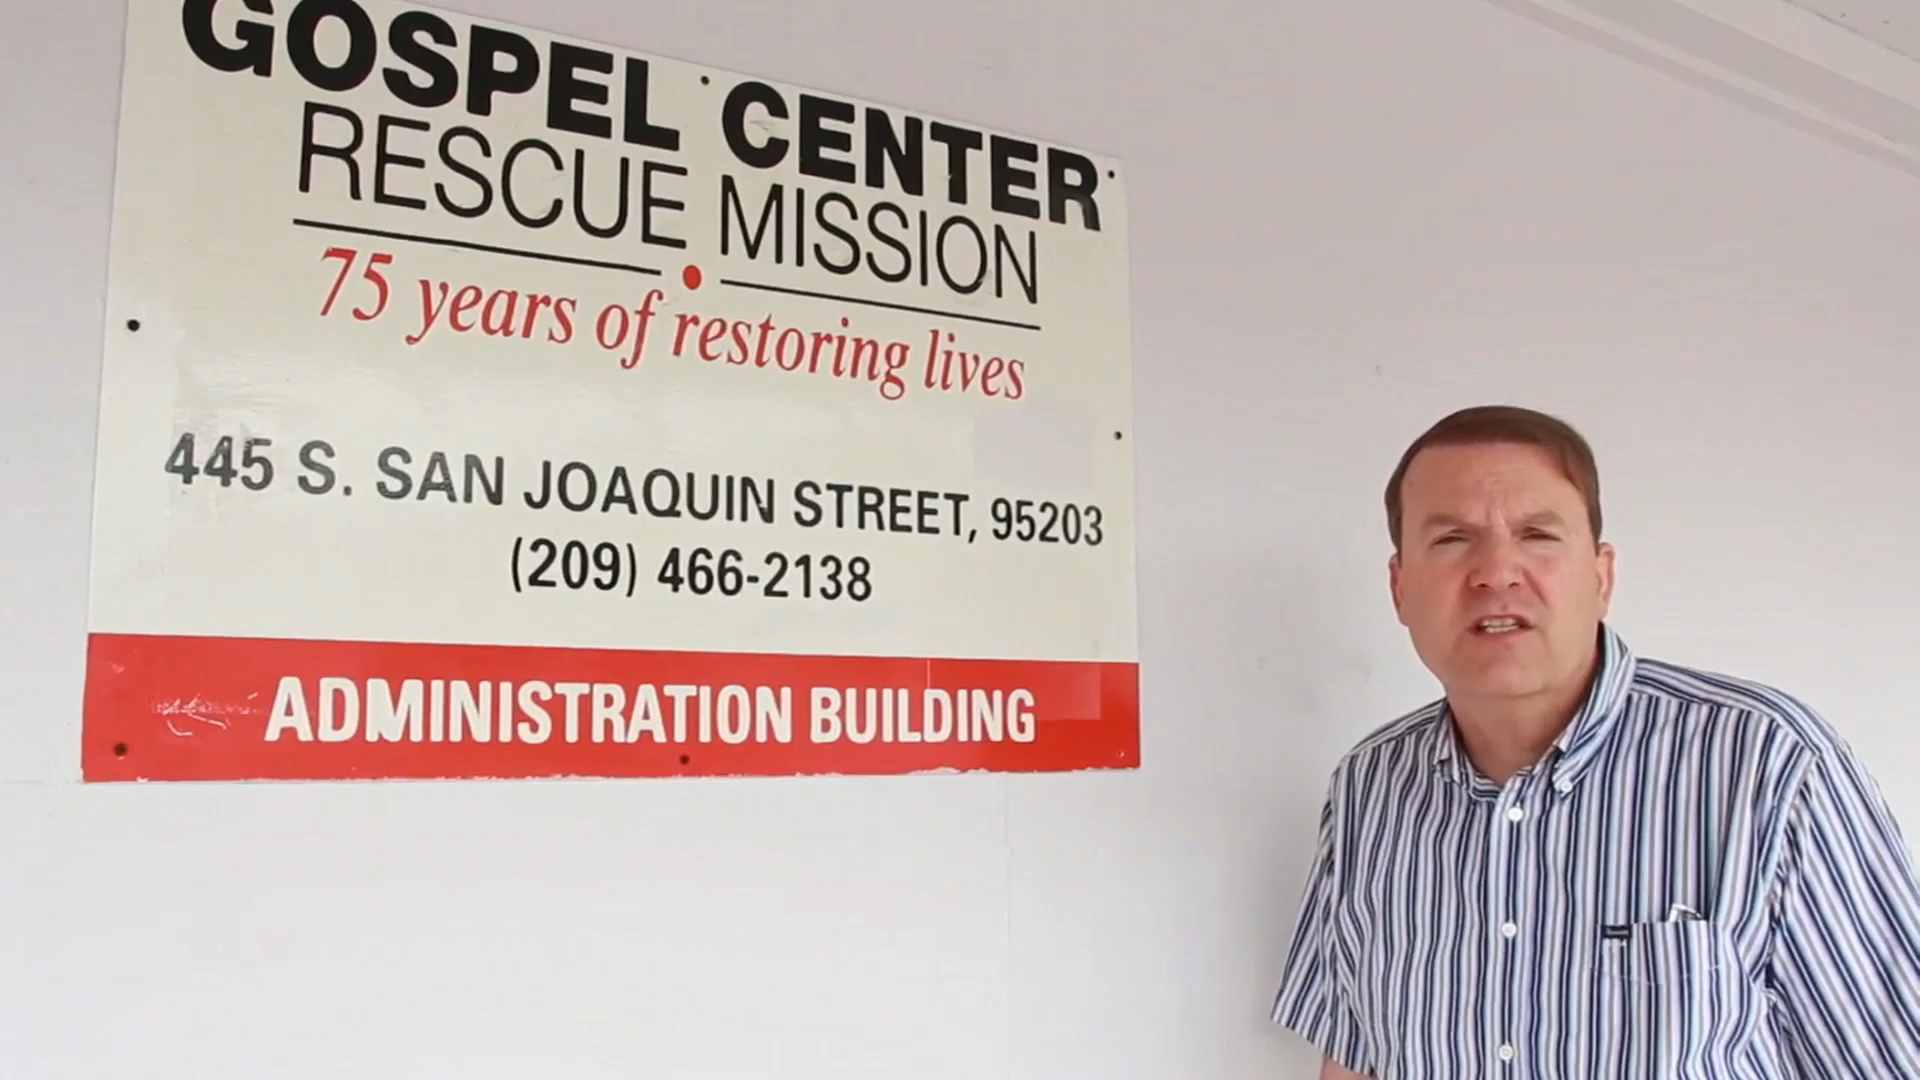 GOSPEL CENTER
RESCUE MISSION
75 years of restoring lives
445 S. SAN JOAQUIN STREET, 95203
(209) 466-2138
ADMINISTRATION BUILDING